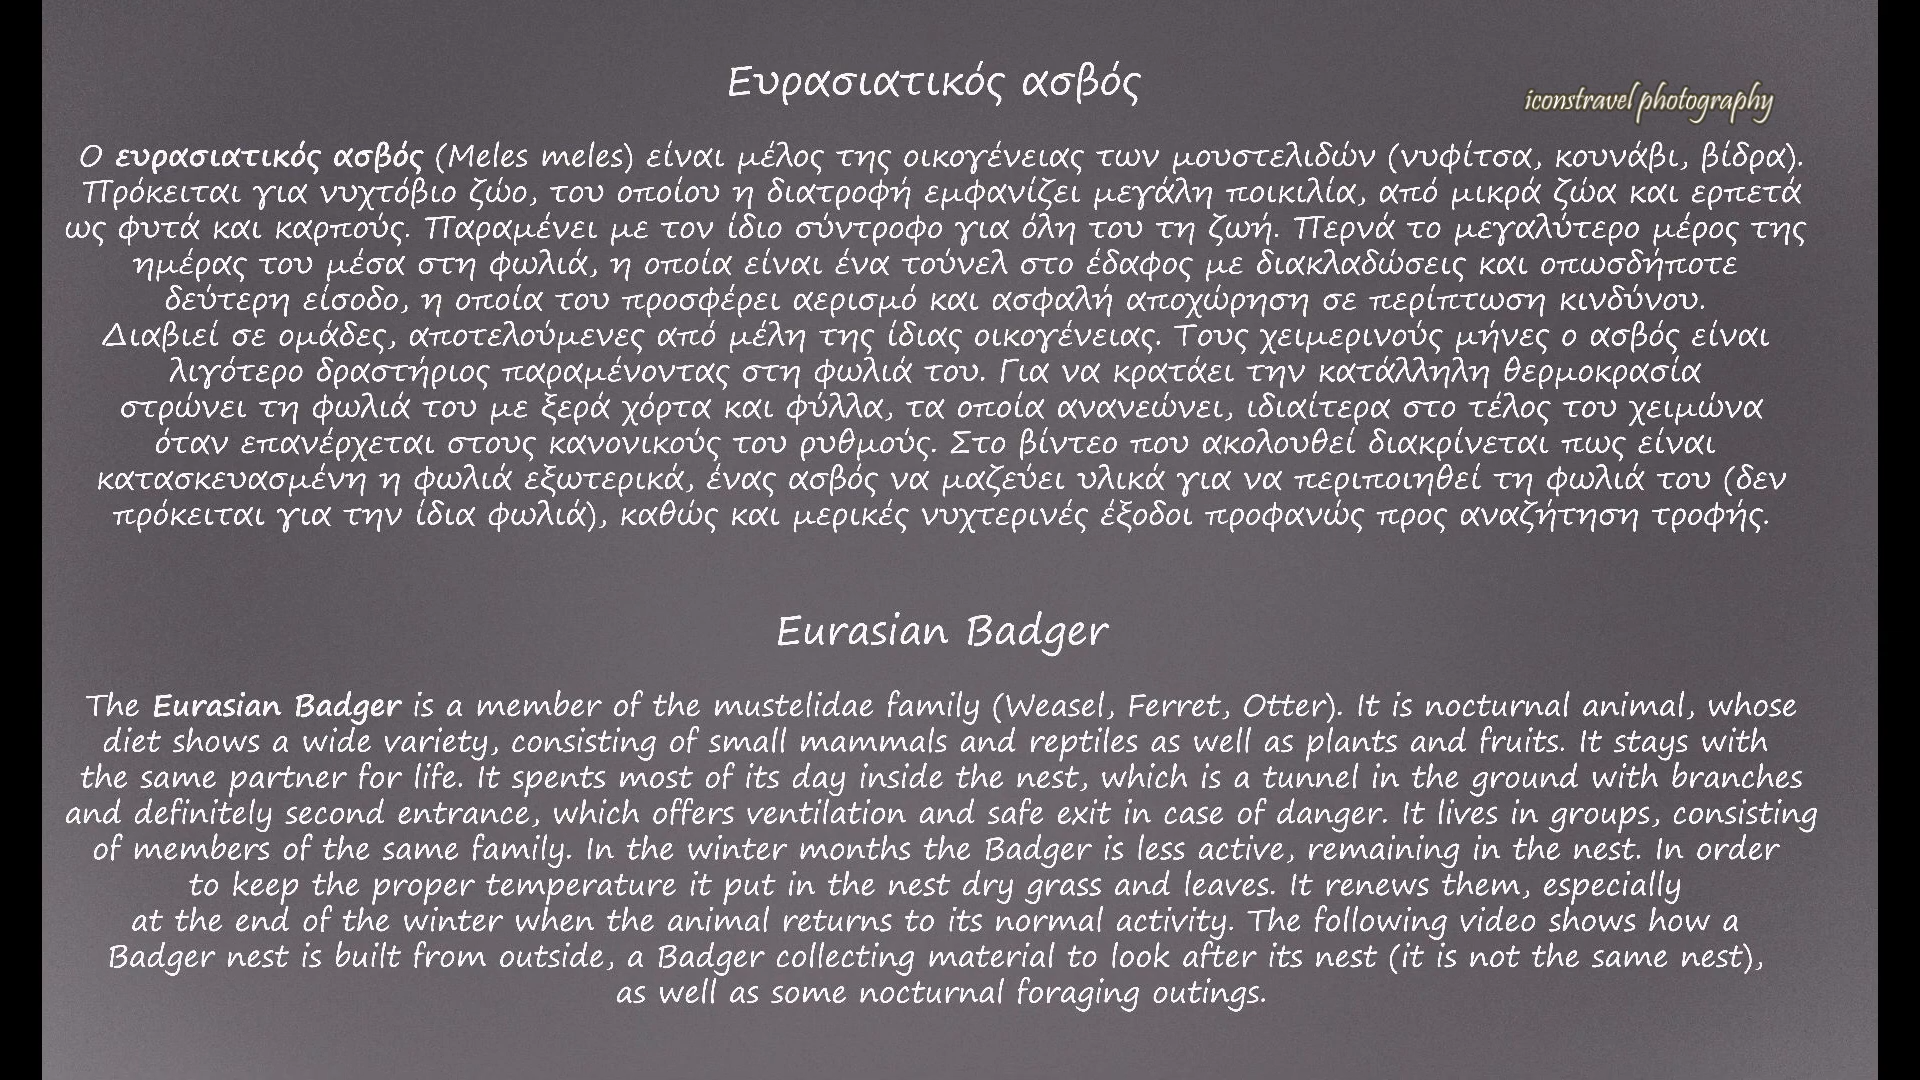 Ευρασιατικός ασβός
iconstravel photography
Ο ευρασιατικός ασβός (Meles meles) είναι μέλος της οικογένειας των μουστελιδών (νυφίτσα, κουνάβι, βίδρα).
Πρόκειται για νυχτόβιο ζώο, του οποίου η διατροφή εμφανίζει μεγάλη ποικιλία, από μικρά ζώα και ερπετά
ως φυτά και καρπούς. Παραμένει με τον ίδιο σύντροφο για όλη του τη ζωή. Περνά το μεγαλύτερο μέρος της
ημέρας του μέσα στη φωλιά, η οποία είναι ένα τούνελ στο έδαφος με διακλαδώσεις και οπωσδήποτε
δεύτερη είσοδο, η οποία του προσφέρει αερισμό και ασφαλή αποχώρηση σε περίπτωση κινδύνου.
Διαβιεί σε ομάδες, αποτελούμενες από μέλη της ίδιας οικογένειας. Τους χειμερινούς μήνες ο ασβός είναι
λιγότερο δραστήριος παραμένοντας στη φωλιά του. Για να κρατάει την κατάλληλη θερμοκρασία
στρώνει τη φωλιά του με ξερά χόρτα και φύλλα, τα οποία ανανεώνει, ιδιαίτερα στο τέλος του χειμώνα
όταν επανέρχεται στους κανονικούς του ρυθμούς. Στο βίντεο που ακολουθεί διακρίνεται πως είναι
κατασκευασμένη η φωλιά εξωτερικά, ένας ασβός να μαζεύει υλικά για να περιποιηθεί τη φωλιά του (δεν
πρόκειται για την ίδια φωλιά), καθώς και μερικές νυχτερινές έξοδοι προφανώς προς αναζήτηση τροφής.
Eurasian Badger
The Eurasian Badger is a member of the mustelidae family (Weasel, Ferret, Otter). It is nocturnal animal, whose
diet shows a wide variety, consisting of small mammals and reptiles as well as plants and fruits. It stays with
the same partner for life. It spents most of its day inside the nest, which is a tunnel in the ground with branches
and definitely second entrance, which offers ventilation and safe exit in case of danger. It lives in groups, consisting
of members of the same family. In the winter months the Badger is less active, remaining in the nest. In order
to keep the proper temperature it put in the nest dry grass and leaves. It renews them, especially
at the end of the winter when the animal returns to its normal activity. The following video shows how a
Badger nest is built from outside, a Badger collecting material to look after its nest (it is not the same nest),
as well as some nocturnal foraging outings.